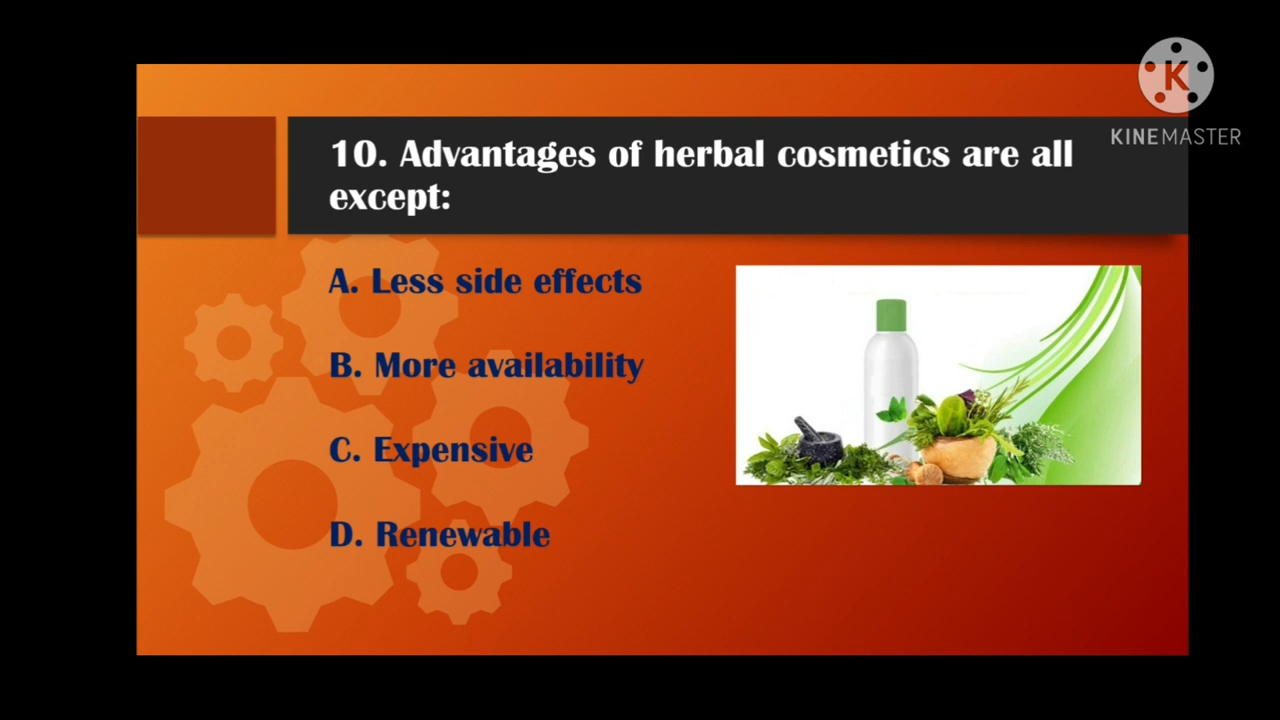 KINEMASTER
10. Advantages of herbal cosmetics are all
except:
A. Less side effects
B. More availability
C. Expensive
D. Renewable